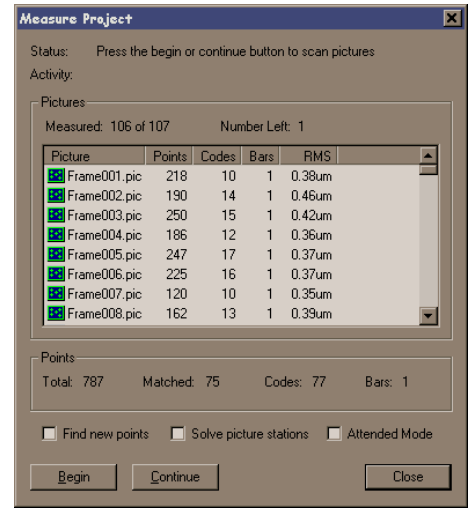 Measure Project
Status: Press the begin or continue button to scan pictures
Activity:
Pictures
Measured: 106 of 107 Number Left: 1
Picture Points Codes Bars RMS
Frame001.pic 218 10 1 0.38um
Frame002.pic 190 14 1 0.46um
Frame003.pic 250 15 1 0.42um
Frame004.pic 186 12 1 0.36um
Frame005.pic 247 17 1 0.37um
Frame006.pic 225 16 1 0.37um
Frame007.pic 120 10 1 0.35um
Frame008.pic 162 13 1 0.39um
Points
Total: 787 Matched: 75 Codes: 77 Bars: 1
Find new points Solve picture stations Attended Mode
Begin Continue Close